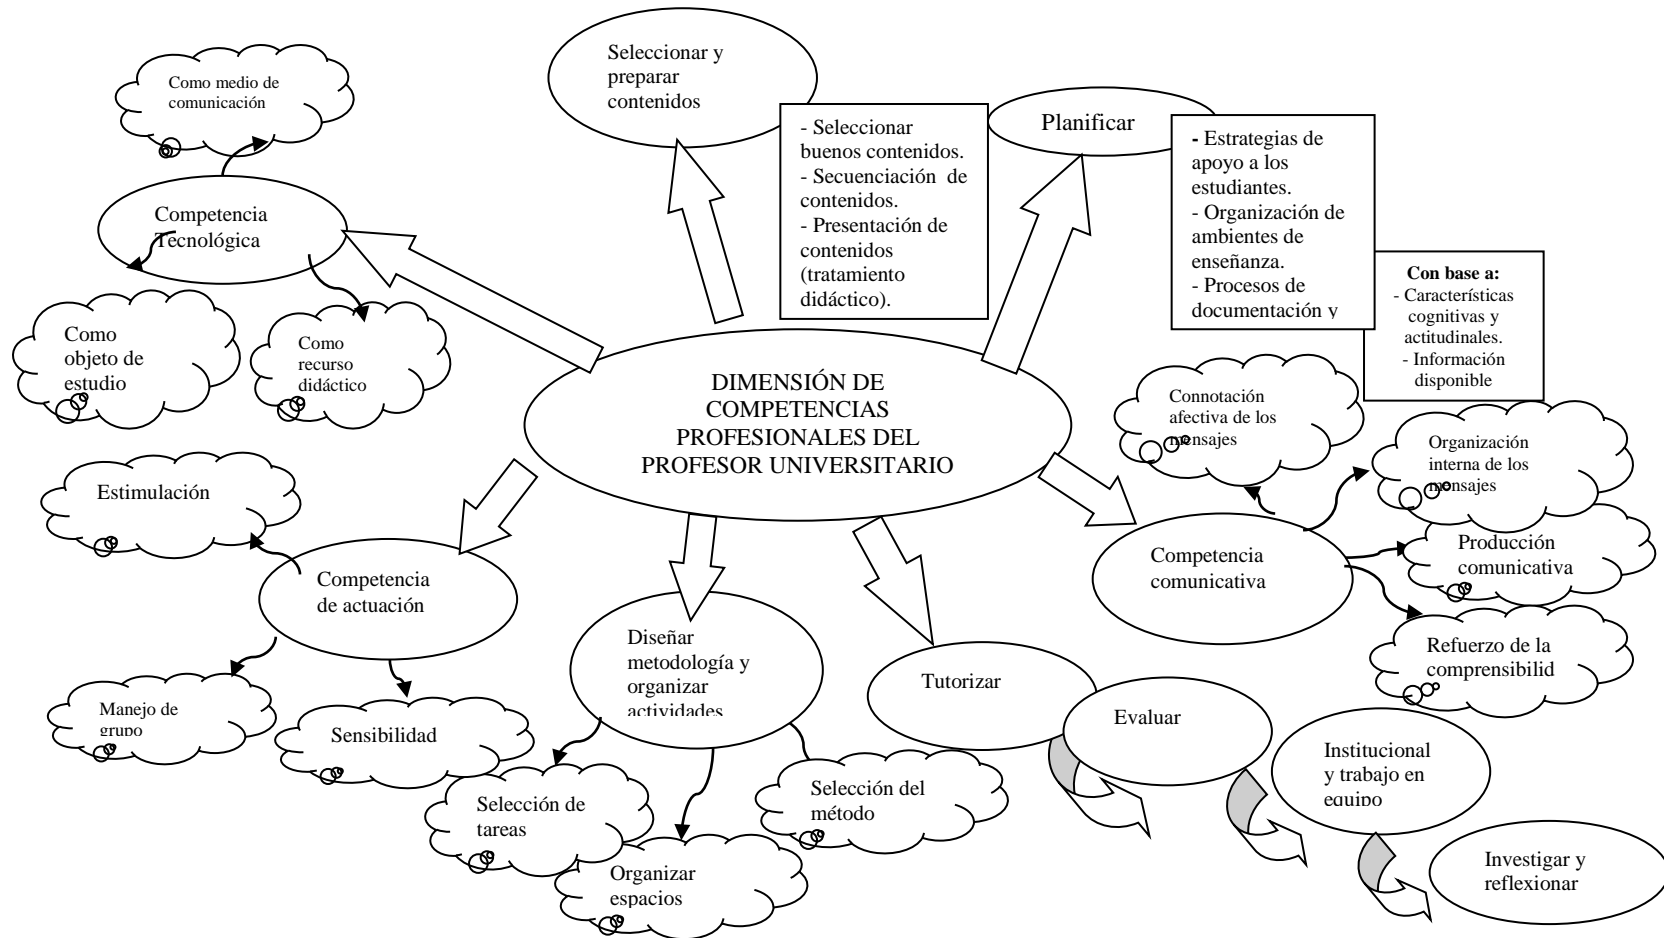 Como medio de
comunicación
Competencia
Tecnológica
Como
objeto de
estudio
Como
recurso
didáctico
Seleccionar y
preparar
contenidos
- Seleccionar
buenos contenidos.
- Secuenciación de
contenidos.
- Presentación de
contenidos
(tratamiento
didáctico).
Planificar
- Estrategias de
apoyo a los
estudiantes.
- Organización de
ambientes de
enseñanza.
- Procesos de
documentación y
Con base a:
- Características
cognitivas y
actitudinales.
- Información
disponible
DIMENSIÓN DE
COMPETENCIAS
PROFESIONALES DEL
PROFESOR UNIVERSITARIO
Connotación
afectiva de los
mensajes
Organización
interna de los
mensajes
Competencia
comunicativa
Producción
comunicativa
Refuerzo de la
comprensibilid
Estimulación
Competencia
de actuación
Manejo de
grupo
Sensibilidad
Diseñar
metodología y
organizar
actividades
Selección de
tareas
Organizar
espacios
Selección del
método
Tutorizar
Evaluar
Institucional
y trabajo en
equipo
Investigar y
reflexionar